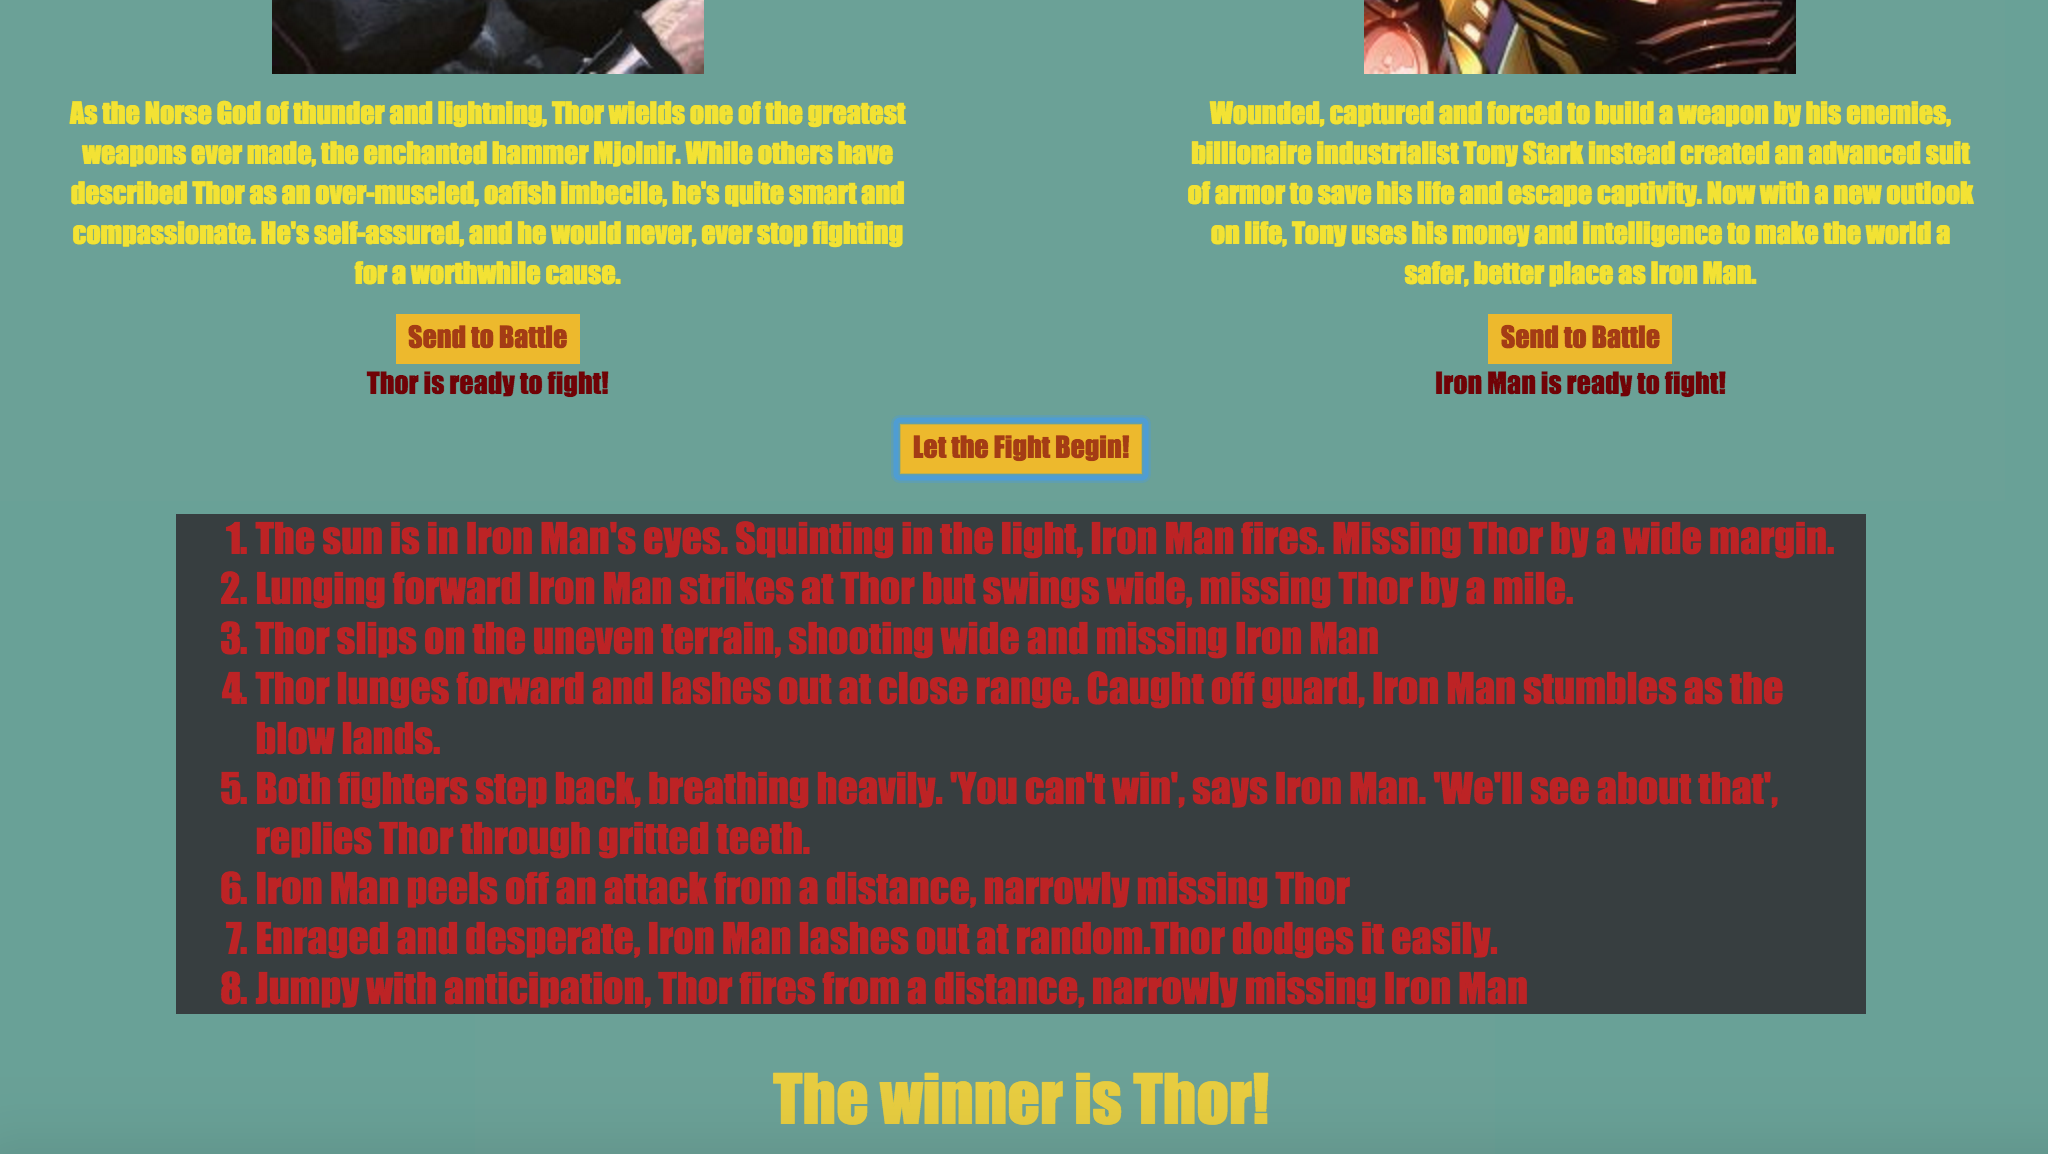 As the Norse God of thunder and lightning, Thor wields one of the greatest
weapons ever made, the enchanted hammer Mjolnir. While others have
described Thor as an over-muscled, oafish imbecile, he's quite smart and
compassionate. He's self-assured, and he would never, ever stop fighting
for a worthwhile cause.
Send to Battle
Thor is ready to fight!
Wounded, captured and forced to build a weapon by his enemies,
billionaire industrialist Tony Stark instead created an advanced suit
of armor to save his life and escape captivity. Now with a new outlook
on life, Tony uses his money and intelligence to make the world a
safer, better place as Iron Man.
Send to Battle
Iron Man is ready to fight!
Let the Fight Begin!
1. The sun is in Iron Man's eyes. Squinting in the light, Iron Man fires. Missing Thor by a wide margin.
2. Lunging forward Iron Man strikes at Thor but swings wide, missing Thor by a mile.
3. Thor slips on the uneven terrain, shooting wide and missing Iron Man
4. Thor lunges forward and lashes out at close range. Caught off guard, Iron Man stumbles as the
blow lands.
5. Both fighters step back, breathing heavily. 'You can't win', says Iron Man. 'We'll see about that',
replies Thor through gritted teeth.
6. Iron Man peels off an attack from a distance, narrowly missing Thor
7. Enraged and desperate, Iron Man lashes out at random.Thor dodges it easily.
8. Jumpy with anticipation, Thor fires from a distance, narrowly missing Iron Man
The winner is Thor!